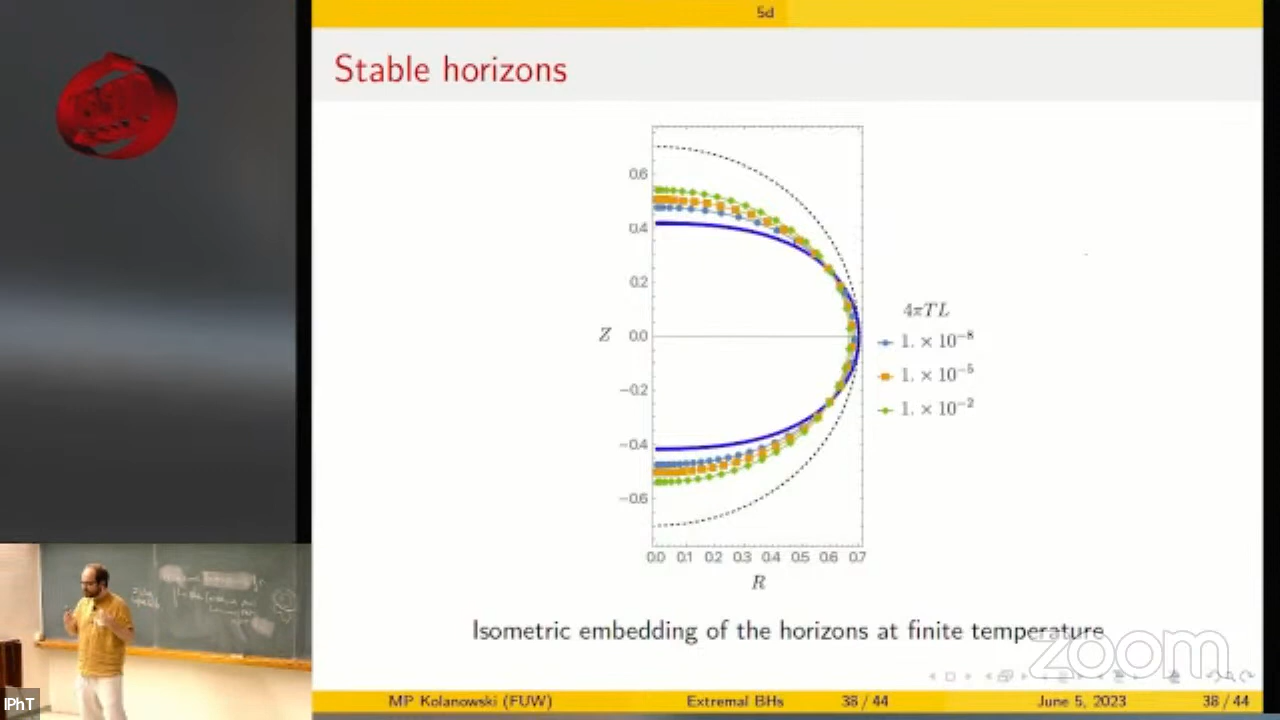 5d
Stable horizons
0.6
0.4
0.2
Z 0.0
−0.2
−0.4
−0.6
0.0 0.1 0.2 0.3 0.4 0.5 0.6 0.7
R
4πTL
1. × 10⁻⁸
1. × 10⁻⁵
1. × 10⁻²
Isometric embedding of the horizons at finite temperature
zoom
MP Kolanowski (FUW) Extremal BHs 38 / 44 June 5, 2023 38 / 44
IPhT